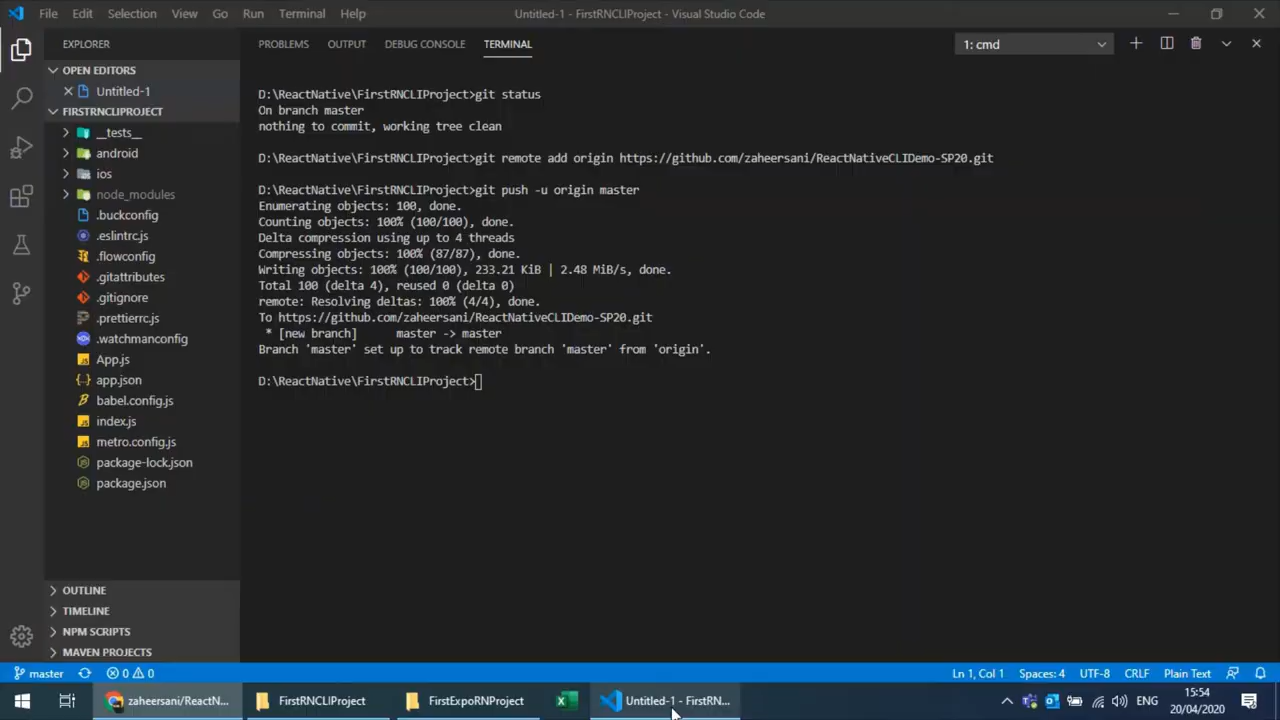 File Edit Selection View Go Run Terminal Help
Untitled-1 - FirstRNCLIProject - Visual Studio Code
EXPLORER
OPEN EDITORS
Untitled-1
FIRSTRNCLIPROJECT
__tests__
android
ios
node_modules
.buckconfig
.eslintrc.js
.flowconfig
.gitattributes
.gitignore
.prettierrc.js
.watchmanconfig
App.js
app.json
babel.config.js
index.js
metro.config.js
package-lock.json
package.json
OUTLINE
TIMELINE
NPM SCRIPTS
MAVEN PROJECTS
PROBLEMS OUTPUT DEBUG CONSOLE TERMINAL
1: cmd
D:\ReactNative\FirstRNCLIProject>git status
On branch master
nothing to commit, working tree clean
D:\ReactNative\FirstRNCLIProject>git remote add origin https://github.com/zaheersani/ReactNativeCLIDemo-SP20.git
D:\ReactNative\FirstRNCLIProject>git push -u origin master
Enumerating objects: 100, done.
Counting objects: 100% (100/100), done.
Delta compression using up to 4 threads
Compressing objects: 100% (87/87), done.
Writing objects: 100% (100/100), 233.21 KiB | 2.48 MiB/s, done.
Total 100 (delta 4), reused 0 (delta 0)
remote: Resolving deltas: 100% (4/4), done.
To https://github.com/zaheersani/ReactNativeCLIDemo-SP20.git
* [new branch] master -> master
Branch 'master' set up to track remote branch 'master' from 'origin'.
D:\ReactNative\FirstRNCLIProject>
master 0 0
Ln 1, Col 1 Spaces: 4 UTF-8 CRLF Plain Text
zaheersani/ReactN... FirstRNCLIProject FirstExpoRNProject Untitled-1 - FirstRN...
ENG
15:54
20/04/2020